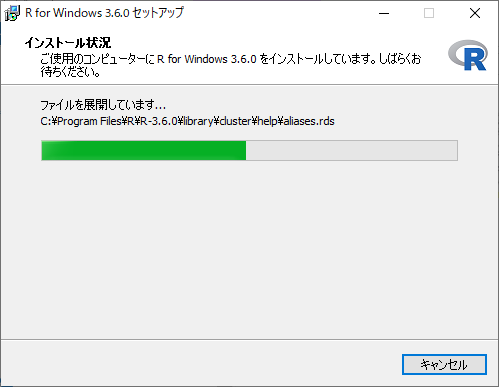 R for Windows 3.6.0 セットアップ
インストール状況
ご使用のコンピューターに R for Windows 3.6.0 をインストールしています。しばらくお
待ちください。
R
ファイルを展開しています...
C:¥Program Files¥R¥R-3.6.0¥library¥cluster¥help¥aliases.rds
キャンセル